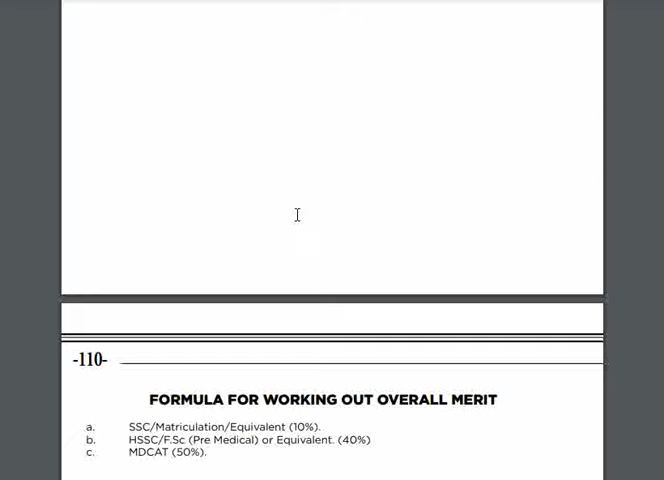 -110-
FORMULA FOR WORKING OUT OVERALL MERIT
a. SSC/Matriculation/Equivalent (10%).
b. HSSC/F.Sc (Pre Medical) or Equivalent. (40%)
c. MDCAT (50%).